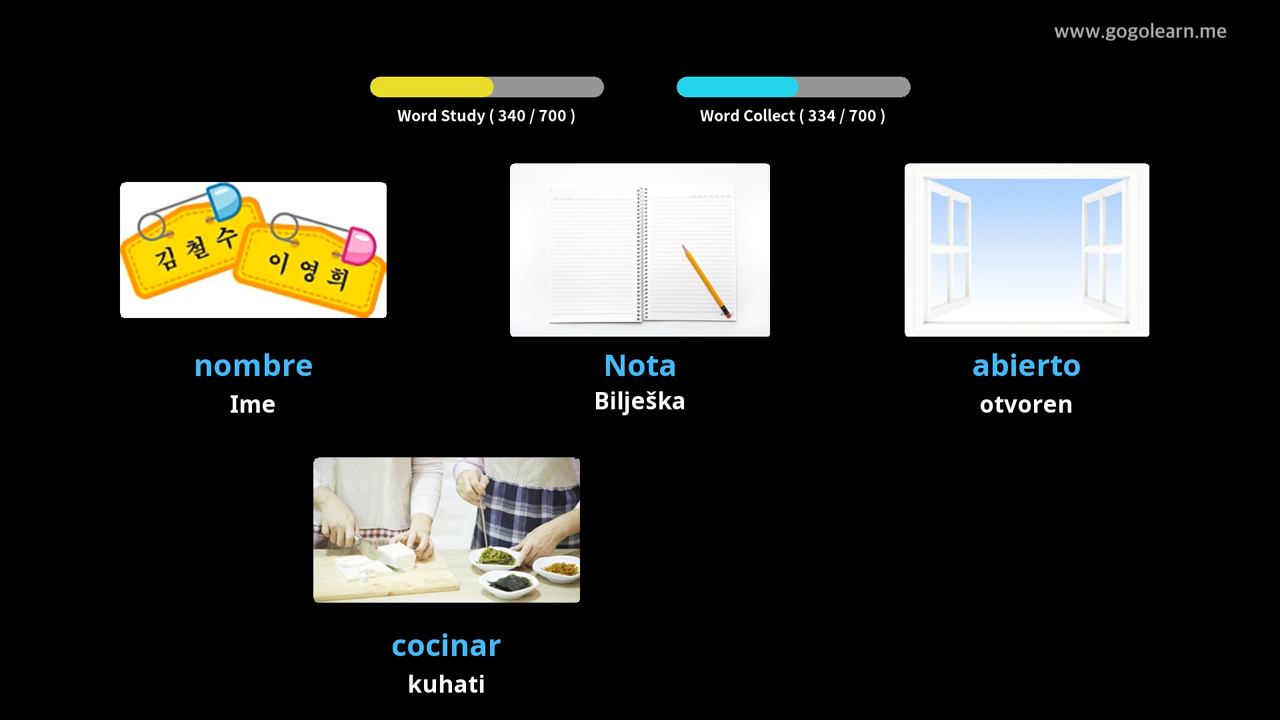 www.gogolearn.me
Word Study ( 340 / 700 )
Word Collect ( 334 / 700 )
김철수
이영희
nombre
Ime
Nota
Bilješka
abierto
otvoren
cocinar
kuhati